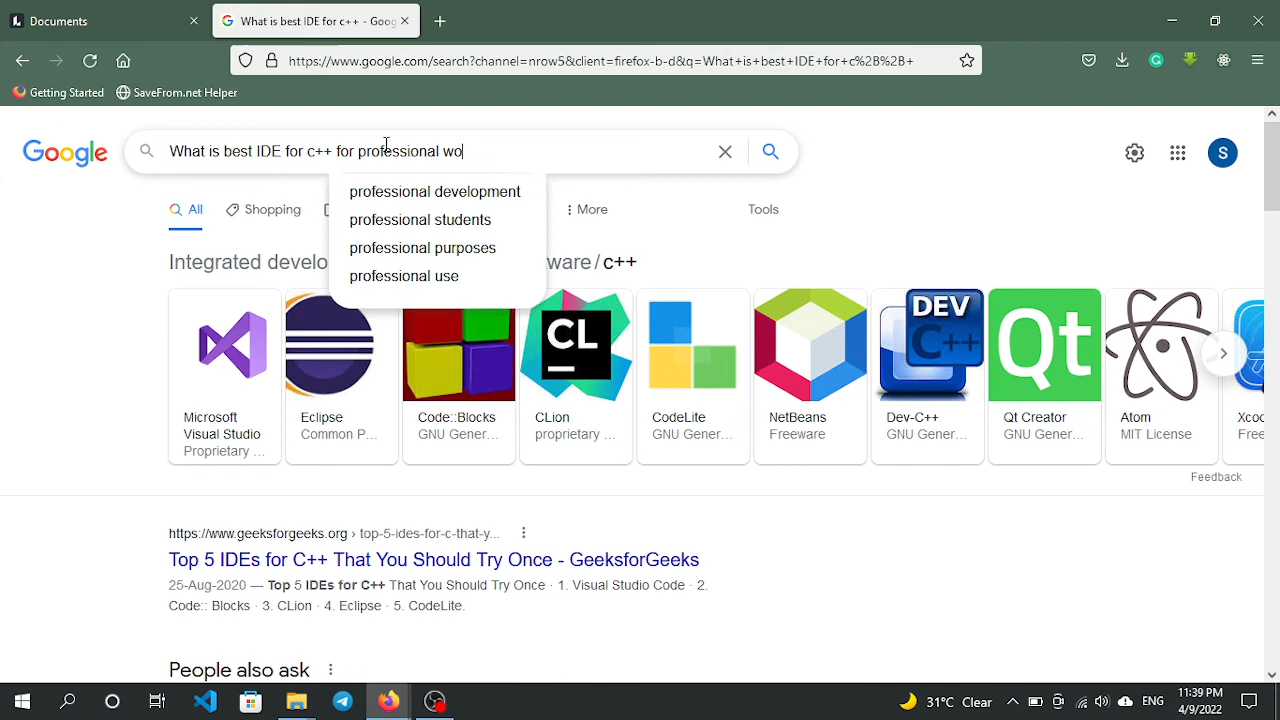 Documents
What is best IDE for c++ - Goog
https://www.google.com/search?channel=nrow5&client=firefox-b-d&q=What+is+best+IDE+for+c%2B%2B+
Getting Started
SaveFrom.net Helper
Google
What is best IDE for c++ for professional wo
S
professional development
professional students
professional purposes
professional use
All
Shopping
More
Tools
Integrated develo
ware / c++
CL
DEV
C++
Qt
Microsoft Visual Studio
Proprietary ...
Eclipse
Common P...
Code::Blocks
GNU Gener...
CLion
proprietary ...
CodeLite
GNU Gener...
NetBeans
Freeware
Dev-C++
GNU Gener...
Qt Creator
GNU Gener...
Atom
MIT License
Xcoc
Free
Feedback
https://www.geeksforgeeks.org › top-5-ides-for-c-that-y...
Top 5 IDEs for C++ That You Should Try Once - GeeksforGeeks
25-Aug-2020 — Top 5 IDEs for C++ That You Should Try Once · 1. Visual Studio Code · 2.
Code:: Blocks · 3. CLion · 4. Eclipse · 5. CodeLite.
People also ask
31°C Clear
ENG
11:39 PM
4/9/2022